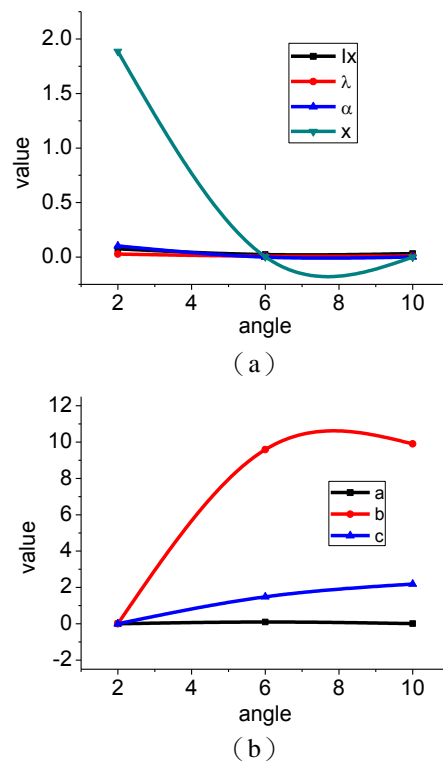 2.0
1.5
1.0
0.5
0.0
value
lx
λ
α
x
2 4 6 8 10
angle
（a）
12
10
8
6
4
2
0
-2
value
a
b
c
2 4 6 8 10
angle
（b）